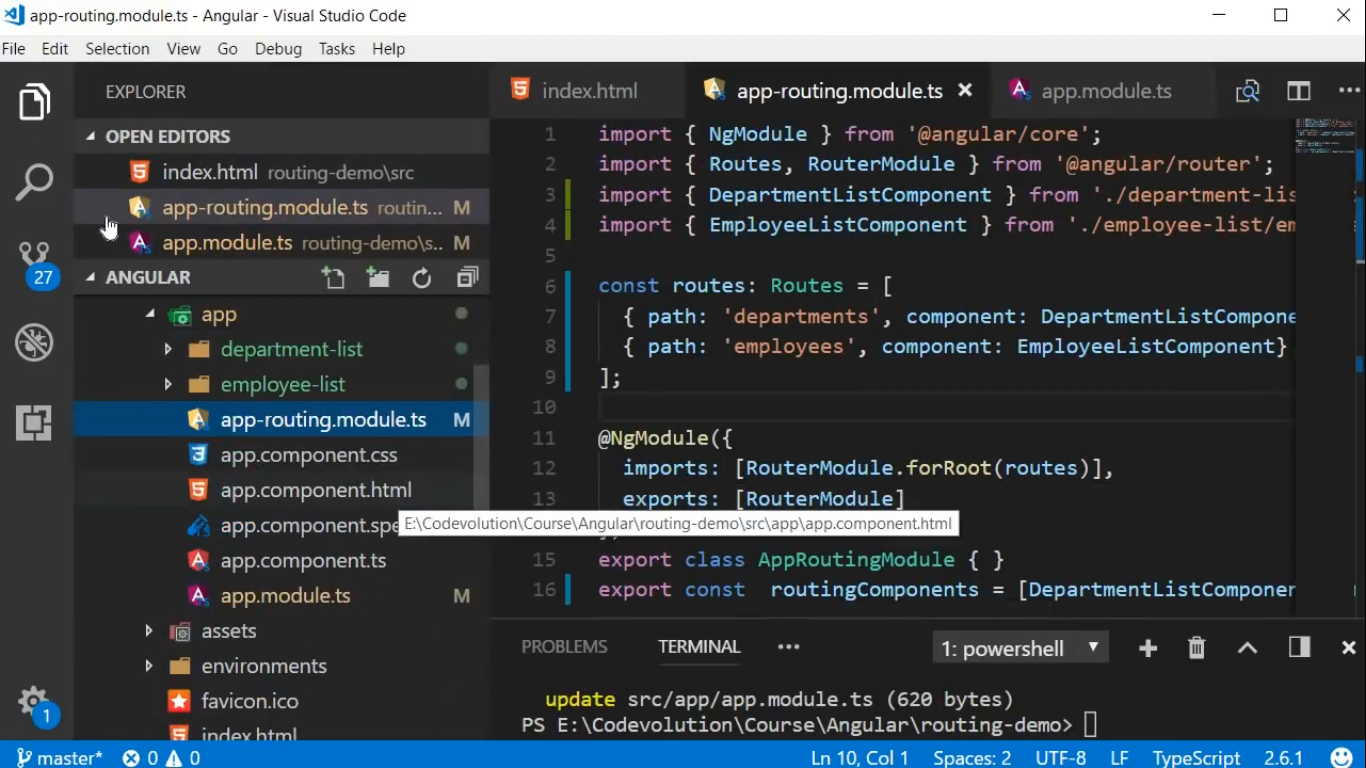 app-routing.module.ts - Angular - Visual Studio Code
File Edit Selection View Go Debug Tasks Help
EXPLORER
OPEN EDITORS
index.html routing-demo\src
app-routing.module.ts routin... M
app.module.ts routing-demo\s.. M
27
ANGULAR
app
department-list
employee-list
app-routing.module.ts M
app.component.css
app.component.html
app.component.spe
app.component.ts
app.module.ts M
assets
environments
favicon.ico
index.html
1
index.html app-routing.module.ts app.module.ts
1 import { NgModule } from '@angular/core';
2 import { Routes, RouterModule } from '@angular/router';
3 import { DepartmentListComponent } from './department-lis
4 import { EmployeeListComponent } from './employee-list/em
5
6 const routes: Routes = [
7 { path: 'departments', component: DepartmentListCompone
8 { path: 'employees', component: EmployeeListComponent}
9 ];
10
11 @NgModule({
12 imports: [RouterModule.forRoot(routes)],
13 exports: [RouterModule]
E:\Codevolution\Course\Angular\routing-demo\src\app\app.component.html
15 export class AppRoutingModule { }
16 export const routingComponents = [DepartmentListComponen
PROBLEMS TERMINAL ••• 1: powershell
update src/app/app.module.ts (620 bytes)
PS E:\Codevolution\Course\Angular\routing-demo>
master* 0 0 Ln 10, Col 1 Spaces: 2 UTF-8 LF TypeScript 2.6.1